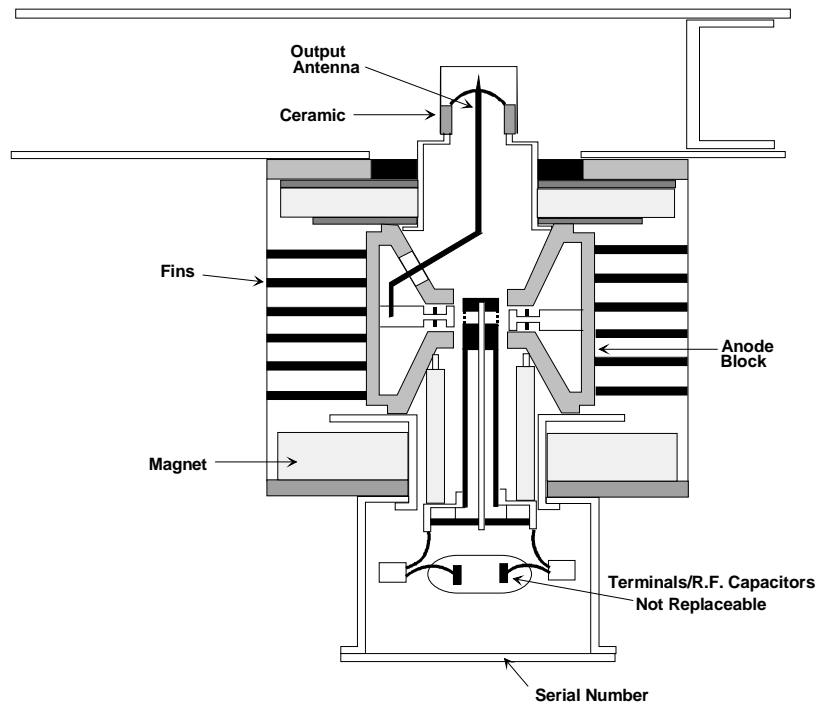 Output
Antenna
Ceramic
Fins
Anode
Block
Magnet
Terminals/R.F. Capacitors
Not Replaceable
Serial Number